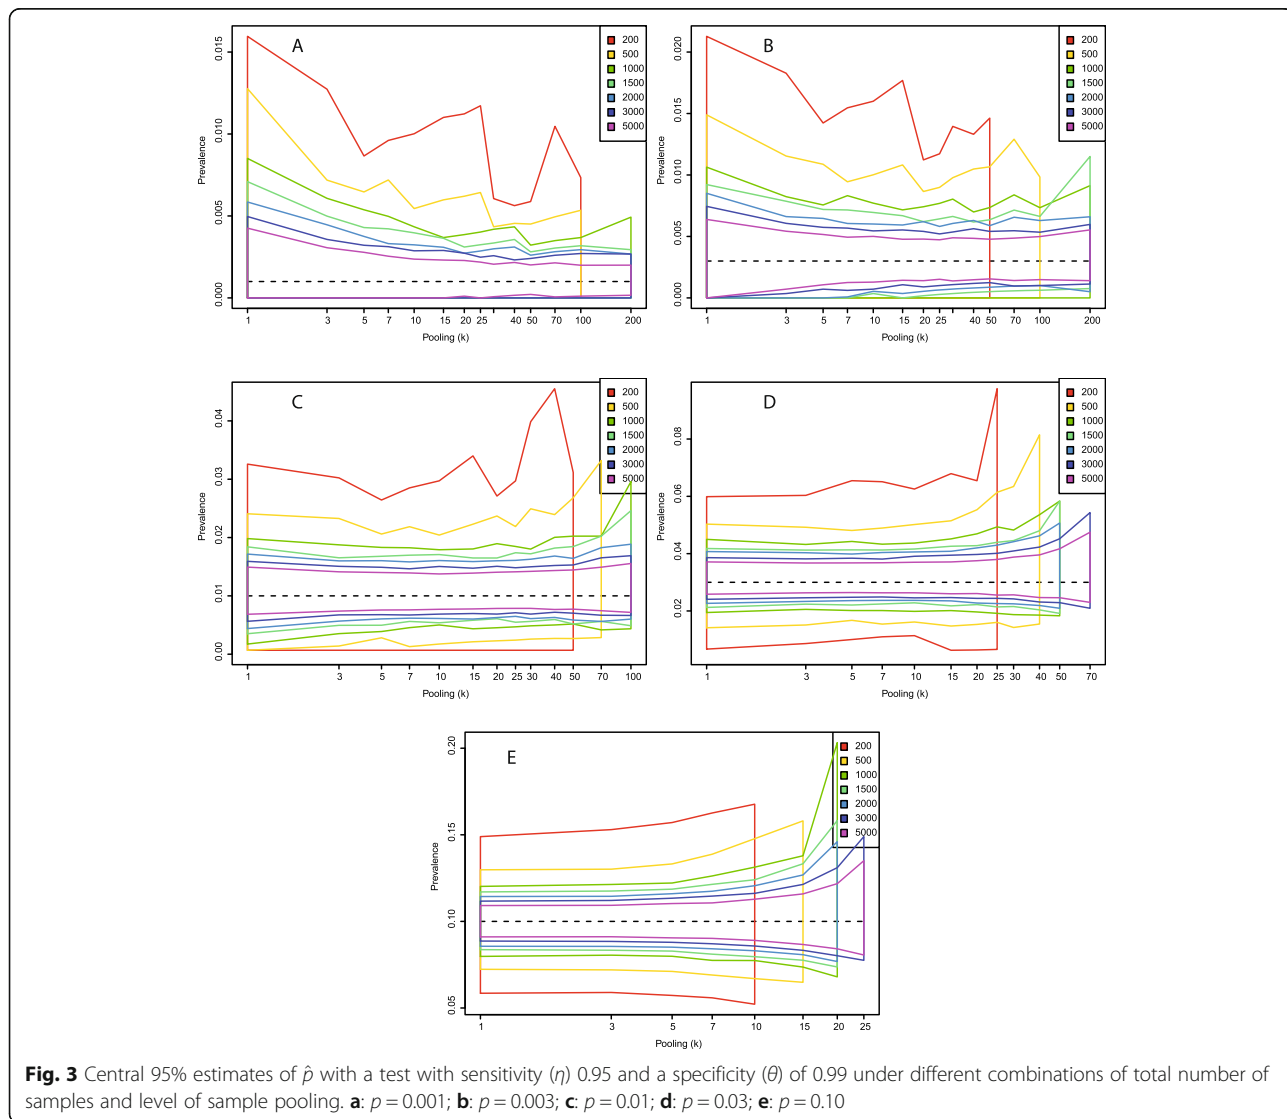 A
200
500
1000
1500
2000
3000
5000
Prevalence
0.015
0.010
0.005
0.000
1 3 5 7 10 15 20 25 40 50 70 100 200
Pooling (k)
B
200
500
1000
1500
2000
3000
5000
Prevalence
0.020
0.015
0.010
0.005
0.000
1 3 5 7 10 15 20 25 40 50 70 100 200
Pooling (k)
C
200
500
1000
1500
2000
3000
5000
Prevalence
0.04
0.03
0.02
0.01
0.00
1 3 5 7 10 15 20 25 30 40 50 70 100
Pooling (k)
D
200
500
1000
1500
2000
3000
5000
Prevalence
0.08
0.06
0.04
0.02
1 3 5 7 10 15 20 25 30 40 50 70
Pooling (k)
E
200
500
1000
1500
2000
3000
5000
Prevalence
0.20
0.15
0.10
0.05
1 3 5 7 10 15 20 25
Pooling (k)
Fig. 3 Central 95% estimates of p̂ with a test with sensitivity (η) 0.95 and a specificity (θ) of 0.99 under different combinations of total number of
samples and level of sample pooling. a: p = 0.001; b: p = 0.003; c: p = 0.01; d: p = 0.03; e: p = 0.10